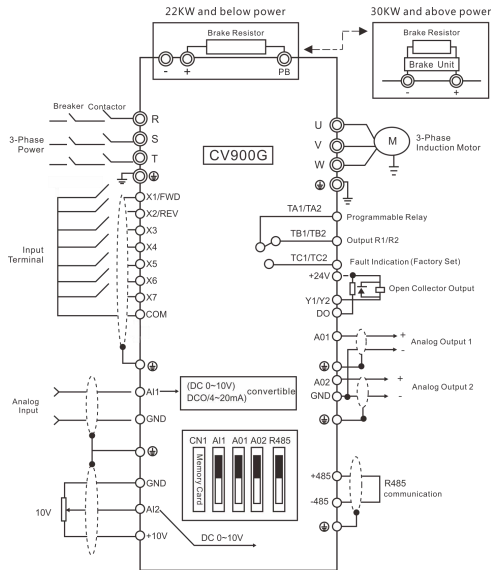 22KW and below power
30KW and above power
Brake Resistor
- + PB
Brake Resistor
Brake Unit
- +
Breaker Contactor
3-Phase
Power
R
S
T
CV900G
U
V
W
M
3-Phase
Induction Motor
Input
Terminal
X1/FWD
X2/REV
X3
X4
X5
X6
X7
COM
TA1/TA2
Programmable Relay
TB1/TB2
Output R1/R2
TC1/TC2
Fault Indication (Factory Set)
+24V
Y1/Y2
Open Collector Output
DO
A01
+
Analog Output 1
-
A02
+
Analog Output 2
GND
-
Analog
Input
AI1
(DC 0~10V)
DCO/4~20mA)
convertible
GND
CN1 AI1 A01 A02 R485
Memory Card
GND
10V
AI2
+10V
DC 0~10V
+485
-485
R485
communication